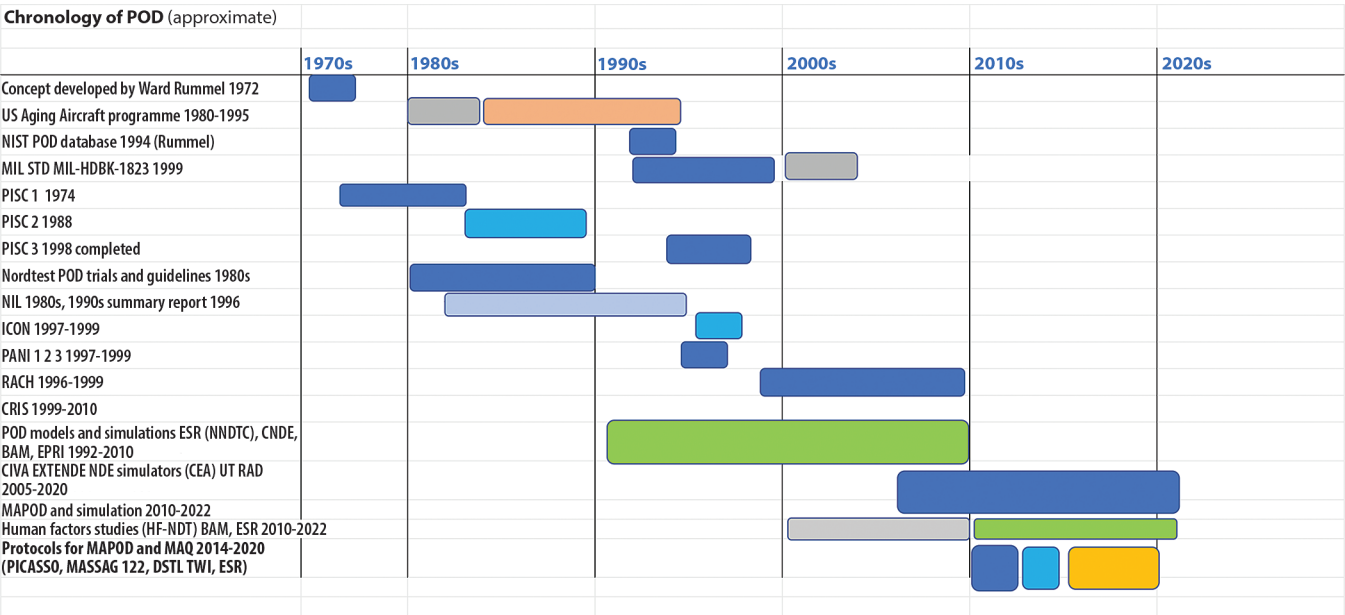 Chronology of POD (approximate)
1970s 1980s 1990s 2000s 2010s 2020s
Concept developed by Ward Rummel 1972
US Aging Aircraft programme 1980-1995
NIST POD database 1994 (Rummel)
MIL STD MIL-HDBK-1823 1999
PISC 1 1974
PISC 2 1988
PISC 3 1998 completed
Nordtest POD trials and guidelines 1980s
NIL 1980s, 1990s summary report 1996
ICON 1997-1999
PANI 1 2 3 1997-1999
RACH 1996-1999
CRIS 1999-2010
POD models and simulations ESR (NNDTC), CNDE,
BAM, EPRI 1992-2010
CIVA EXTENDE NDE simulators (CEA) UT RAD
2005-2020
MAPOD and simulation 2010-2022
Human factors studies (HF-NDT) BAM, ESR 2010-2022
Protocols for MAPOD and MAQ 2014-2020
(PICASSO, MASSAG 122, DSTL TWI, ESR)